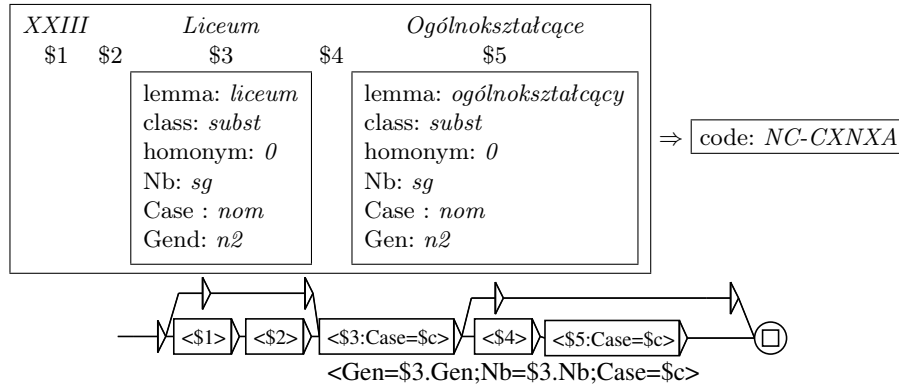 XXIII Liceum Ogólnokształcące
$1 $2 $3 $4 $5
lemma: liceum lemma: ogólnokształcący
class: subst class: subst
homonym: 0 homonym: 0
Nb: sg Nb: sg
Case : nom Case : nom
Gend: n2 Gen: n2
⇒ code: NC-CXNXA
<$1> <$2> <$3:Case=$c> <$4> <$5:Case=$c>
<Gen=$3.Gen;Nb=$3.Nb;Case=$c>